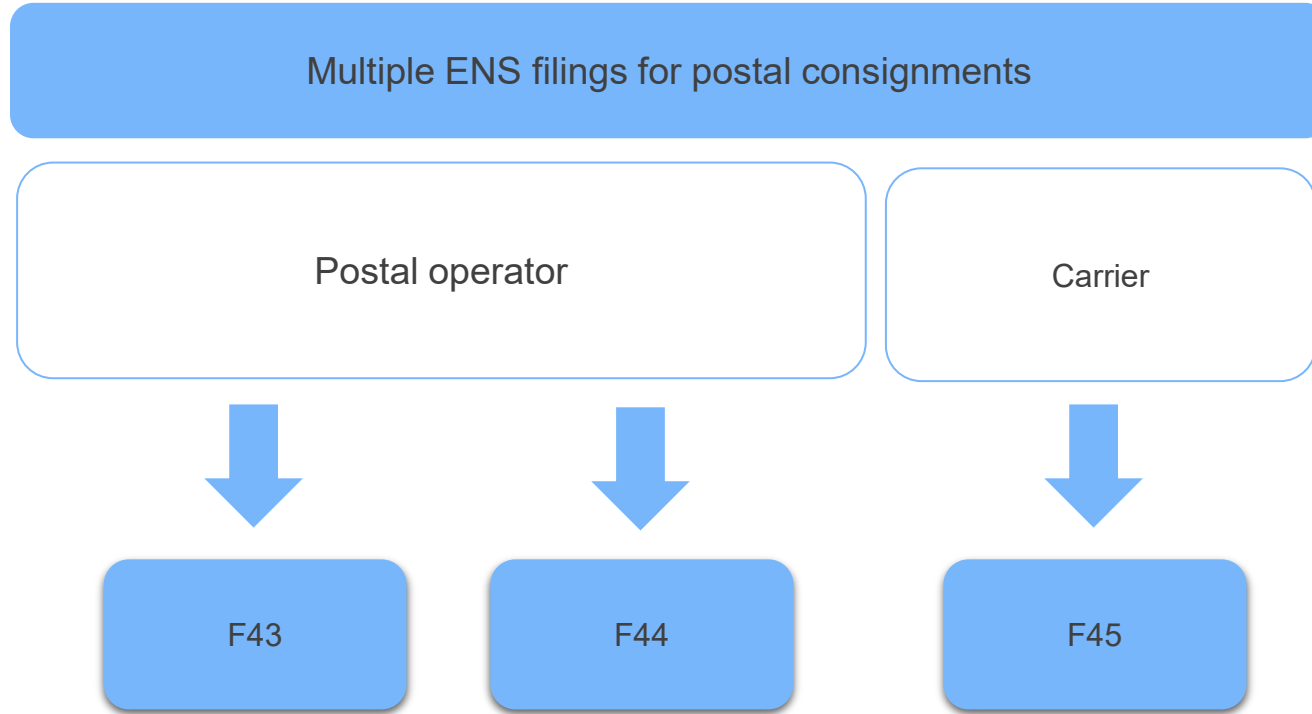 Multiple ENS filings for postal consignments
Postal operator
Carrier
F43
F44
F45